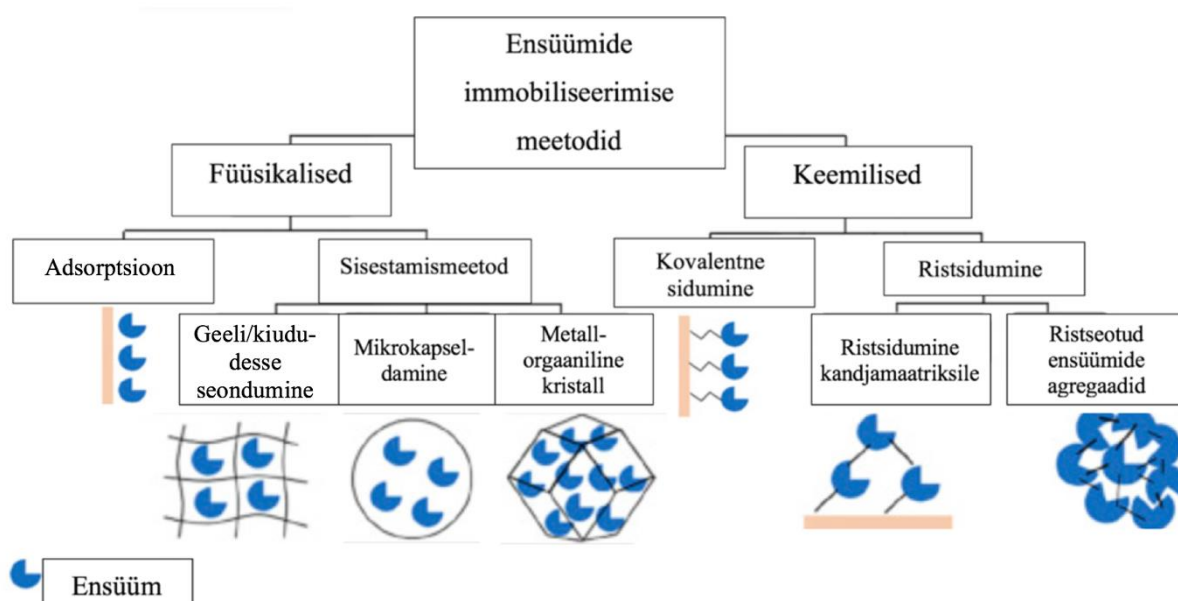 Ensüümide
immobiliseerimise
meetodid
Füüsikalised
Keemilised
Adsorptsioon
Sisestamismeetod
Kovalentne
sidumine
Ristsidumine
Geeli/kiudu-
desse
seondumine
Mikrokapsel-
damine
Metall-
orgaaniline
kristall
Ristsidumine
kandjamaatriksile
Ristseotud
ensüümide
agregaadid
Ensüüm